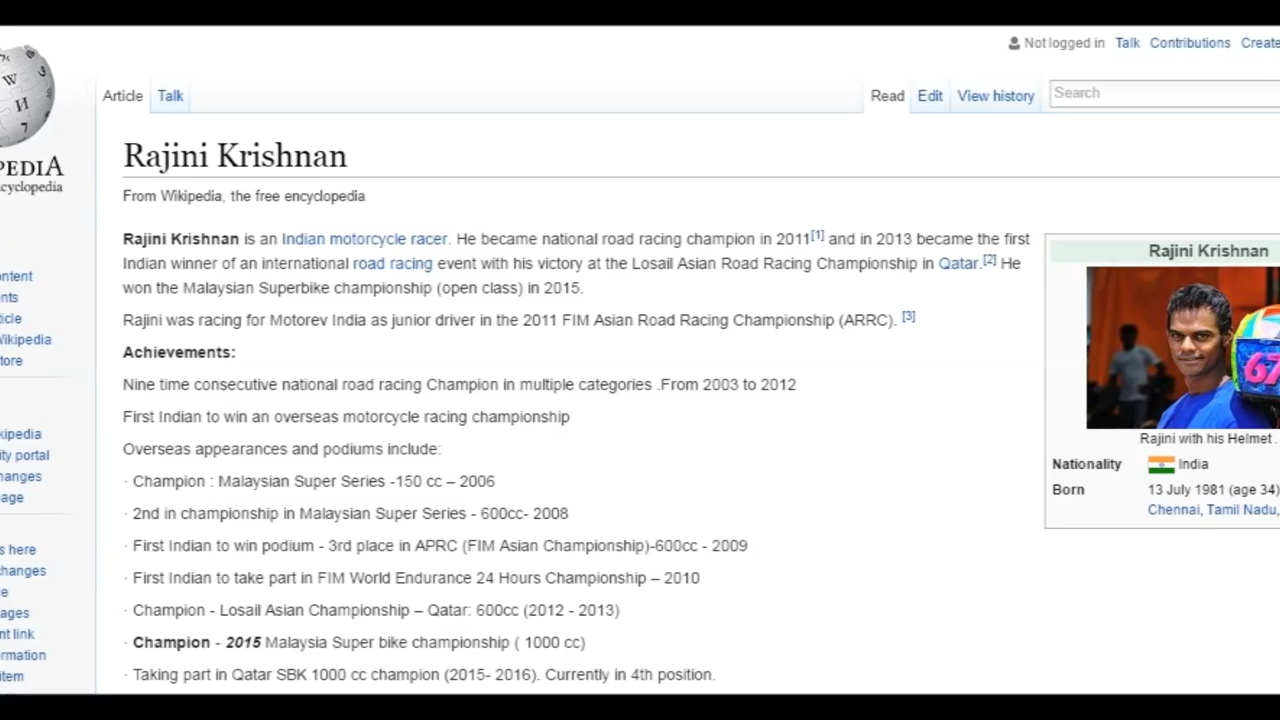 Not logged in Talk Contributions Create
Article Talk Read Edit View history Search
PEDIA
cyclopedia
Rajini Krishnan
From Wikipedia, the free encyclopedia
Rajini Krishnan is an Indian motorcycle racer. He became national road racing champion in 2011[1] and in 2013 became the first
Indian winner of an international road racing event with his victory at the Losail Asian Road Racing Championship in Qatar.[2] He
won the Malaysian Superbike championship (open class) in 2015.
Rajini was racing for Motorev India as junior driver in the 2011 FIM Asian Road Racing Championship (ARRC). [3]
Achievements:
Nine time consecutive national road racing Champion in multiple categories .From 2003 to 2012
First Indian to win an overseas motorcycle racing championship
Overseas appearances and podiums include:
· Champion : Malaysian Super Series -150 cc – 2006
· 2nd in championship in Malaysian Super Series - 600cc- 2008
· First Indian to win podium - 3rd place in APRC (FIM Asian Championship)-600cc - 2009
· First Indian to take part in FIM World Endurance 24 Hours Championship – 2010
· Champion - Losail Asian Championship – Qatar: 600cc (2012 - 2013)
· Champion - 2015 Malaysia Super bike championship ( 1000 cc)
· Taking part in Qatar SBK 1000 cc champion (2015- 2016). Currently in 4th position.
Rajini Krishnan
67
Rajini with his Helmet .
Nationality India
Born 13 July 1981 (age 34)
Chennai, Tamil Nadu,
ontent
nts
icle
Wikipedia
tore
kipedia
ity portal
hanges
age
s here
changes
le
ages
nt link
ormation
item